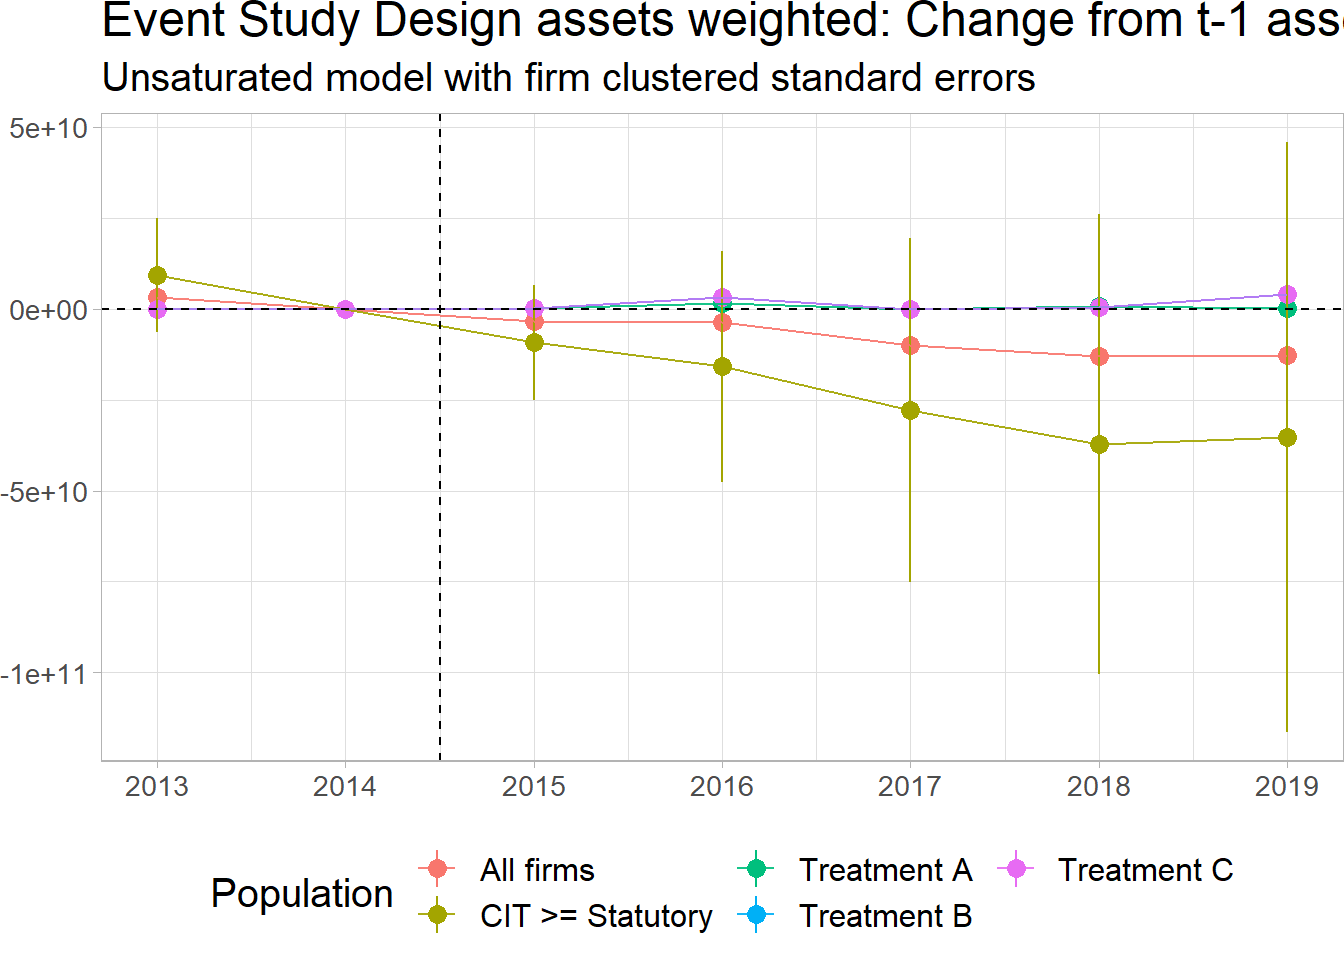 Event Study Design assets weighted: Change from t-1
Unsaturated model with firm clustered standard errors
5e+10
0e+00
-5e+10
-1e+11
2013 2014 2015 2016 2017 2018 2019
Population
All firms
Treatment A
Treatment C
CIT >= Statutory
Treatment B